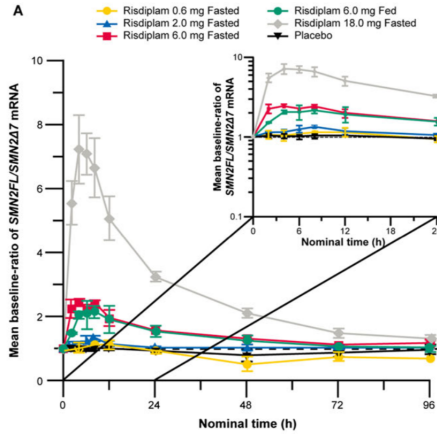 A
Risdiplam 0.6 mg Fasted
Risdiplam 2.0 mg Fasted
Risdiplam 6.0 mg Fasted
Risdiplam 6.0 mg Fed
Risdiplam 18.0 mg Fasted
Placebo
Mean baseline-ratio of SMN2FL/SMN2Δ7 mRNA
10
8
6
4
2
0
0
24
48
72
96
Nominal time (h)
Mean baseline-ratio of
SMN2FL/SMN2Δ7 mRNA
10
1
0.1
0
6
12
18
Nominal time (h)